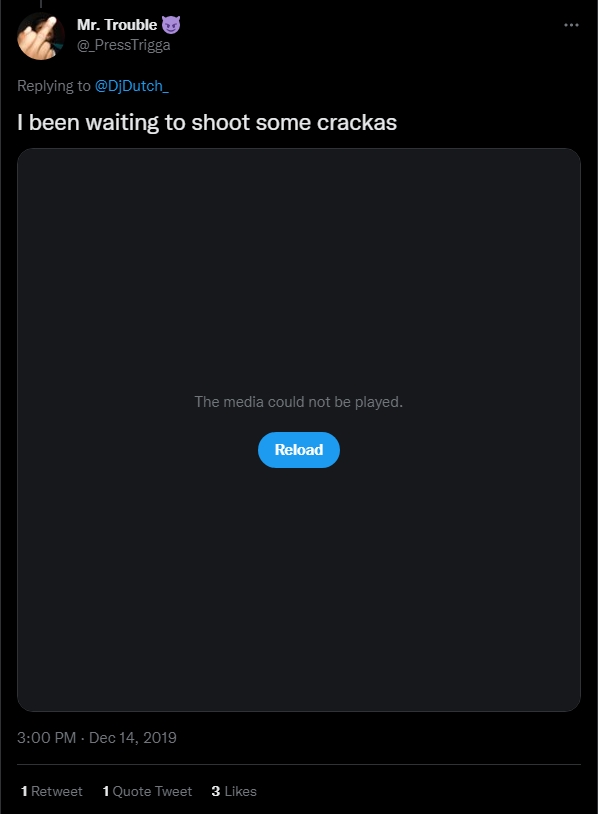 Mr. Trouble 😈
@_PressTrigga
Replying to @DjDutch_
I been waiting to shoot some crackas
The media could not be played.
Reload
3:00 PM · Dec 14, 2019
1 Retweet 1 Quote Tweet 3 Likes